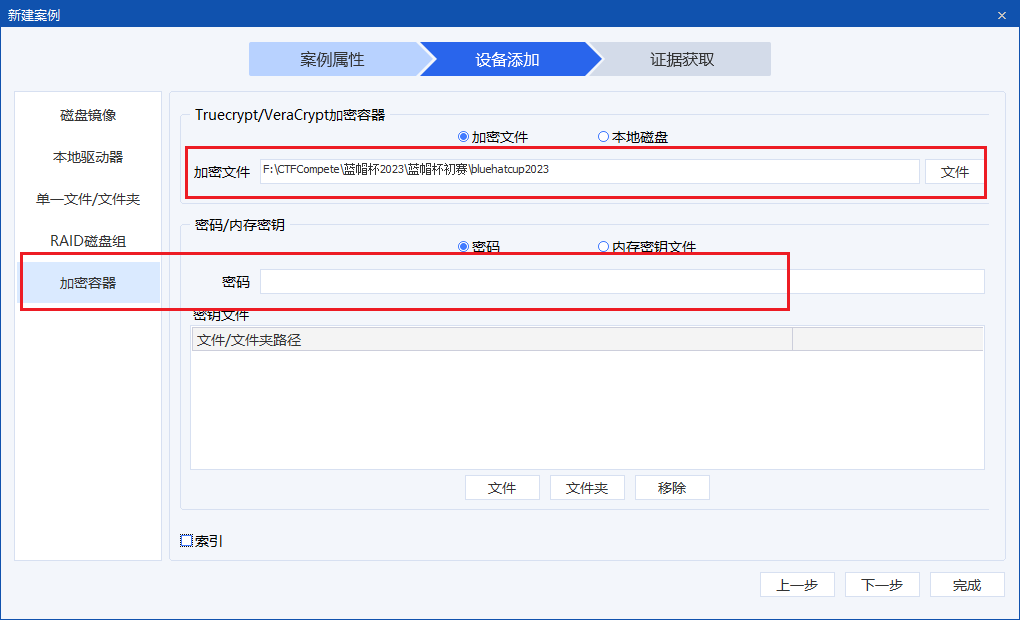 新建案例
案例属性 设备添加 证据获取
磁盘镜像
本地驱动器
单一文件/文件夹
RAID磁盘组
加密容器
Truecrypt/VeraCrypt加密容器
加密文件 本地磁盘
加密文件 F:\CTFCompete\蓝帽杯2023\蓝帽杯初赛\bluehatcup2023 文件
密码/内存密钥
密码 内存密钥文件
密码
密钥文件
文件/文件夹路径
文件 文件夹 移除
索引
上一步 下一步 完成